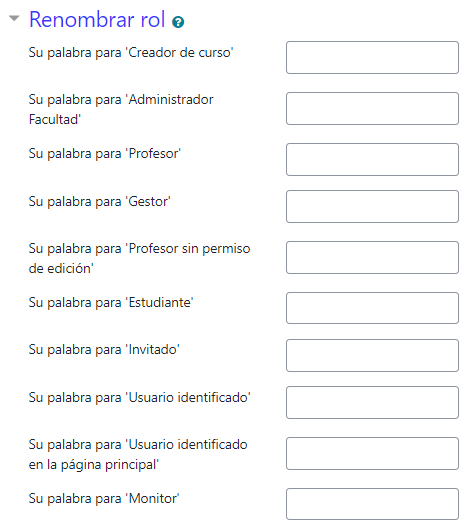 Renombrar rol ?
Su palabra para 'Creador de curso'
Su palabra para 'Administrador
Facultad'
Su palabra para 'Profesor'
Su palabra para 'Gestor'
Su palabra para 'Profesor sin permiso
de edición'
Su palabra para 'Estudiante'
Su palabra para 'Invitado'
Su palabra para 'Usuario identificado'
Su palabra para 'Usuario identificado
en la página principal'
Su palabra para 'Monitor'